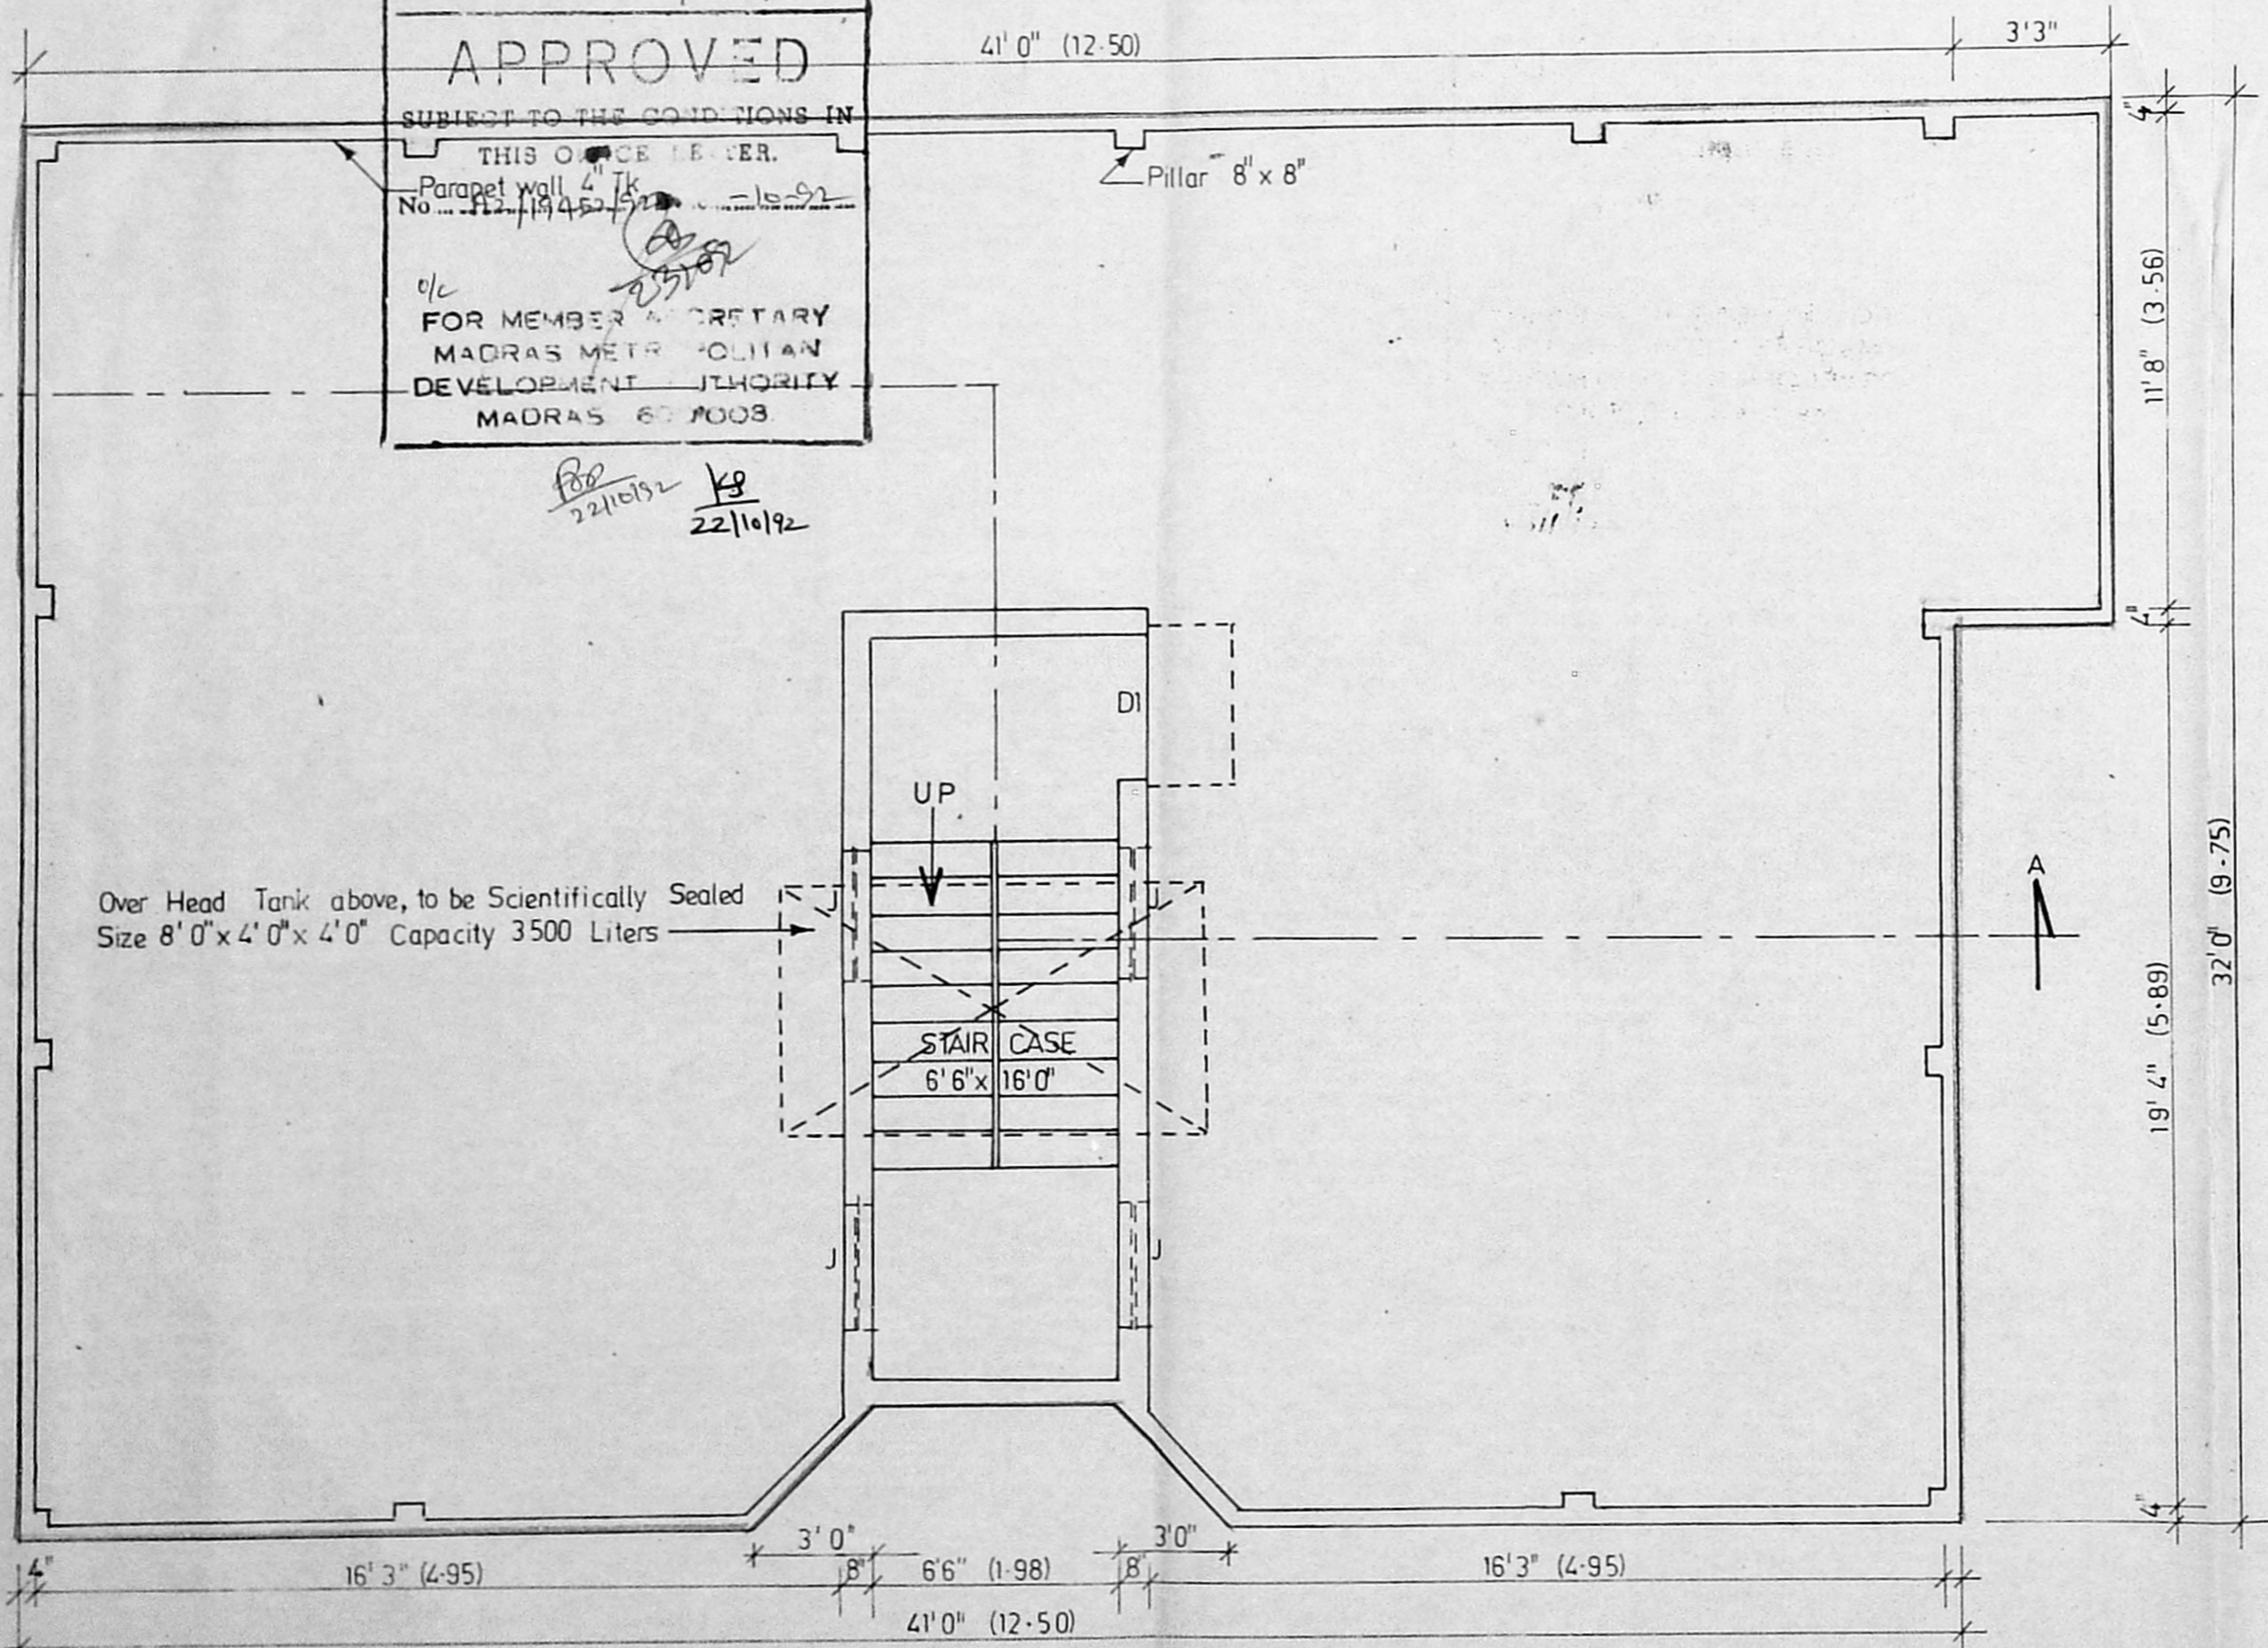 41' 0" (12·50)
3'3"
APPROVED
SUBJECT TO THE CONDITIONS IN
THIS OFFICE LETTER.
Parapet wall 4" Tk
No
-10-92
Pillar 8" x 8"
o/c
FOR MEMBER SECRETARY
MADRAS METROPOLITAN
DEVELOPMENT AUTHORITY
MADRAS
22/10/92
22/10/92
4"
11'8" (3·56)
4"
D1
UP
Over Head Tank above, to be Scientifically Sealed
Size 8' 0" x 4' 0" x 4' 0" Capacity 3500 Liters
J
J
A
32'0" (9·75)
19' 4" (5·89)
STAIR CASE
6' 6" x 16'0"
J
J
4"
3' 0"
3'0"
4"
16' 3" (4·95)
8"
6'6" (1·98)
8"
16'3" (4·95)
41'0" (12·50)